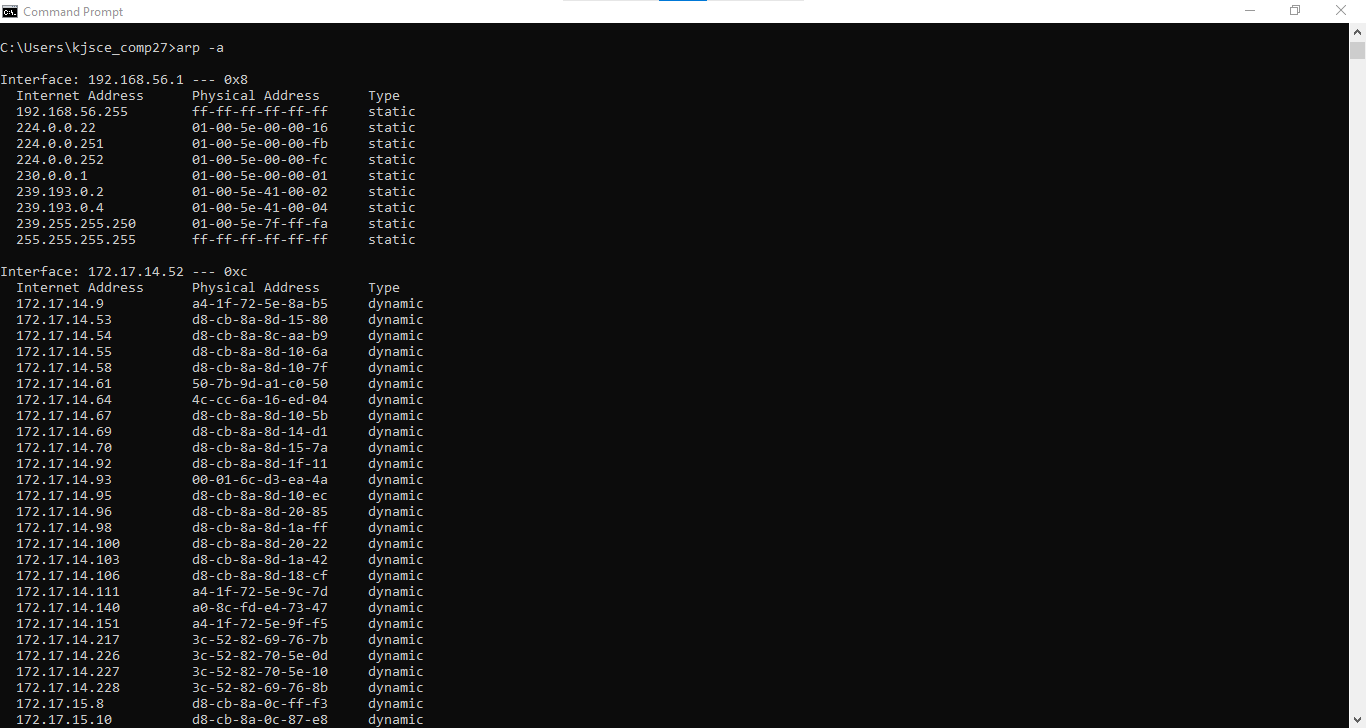 Command Prompt
C:\Users\kjsce_comp27>arp -a
Interface: 192.168.56.1 --- 0x8
Internet Address Physical Address Type
192.168.56.255 ff-ff-ff-ff-ff-ff static
224.0.0.22 01-00-5e-00-00-16 static
224.0.0.251 01-00-5e-00-00-fb static
224.0.0.252 01-00-5e-00-00-fc static
230.0.0.1 01-00-5e-00-00-01 static
239.193.0.2 01-00-5e-41-00-02 static
239.193.0.4 01-00-5e-41-00-04 static
239.255.255.250 01-00-5e-7f-ff-fa static
255.255.255.255 ff-ff-ff-ff-ff-ff static
Interface: 172.17.14.52 --- 0xc
Internet Address Physical Address Type
172.17.14.9 a4-1f-72-5e-8a-b5 dynamic
172.17.14.53 d8-cb-8a-8d-15-80 dynamic
172.17.14.54 d8-cb-8a-8c-aa-b9 dynamic
172.17.14.55 d8-cb-8a-8d-10-6a dynamic
172.17.14.58 d8-cb-8a-8d-10-7f dynamic
172.17.14.61 50-7b-9d-a1-c0-50 dynamic
172.17.14.64 4c-cc-6a-16-ed-04 dynamic
172.17.14.67 d8-cb-8a-8d-10-5b dynamic
172.17.14.69 d8-cb-8a-8d-14-d1 dynamic
172.17.14.70 d8-cb-8a-8d-15-7a dynamic
172.17.14.92 d8-cb-8a-8d-1f-11 dynamic
172.17.14.93 00-01-6c-d3-ea-4a dynamic
172.17.14.95 d8-cb-8a-8d-10-ec dynamic
172.17.14.96 d8-cb-8a-8d-20-85 dynamic
172.17.14.98 d8-cb-8a-8d-1a-ff dynamic
172.17.14.100 d8-cb-8a-8d-20-22 dynamic
172.17.14.103 d8-cb-8a-8d-1a-42 dynamic
172.17.14.106 d8-cb-8a-8d-18-cf dynamic
172.17.14.111 a4-1f-72-5e-9c-7d dynamic
172.17.14.140 a0-8c-fd-e4-73-47 dynamic
172.17.14.151 a4-1f-72-5e-9f-f5 dynamic
172.17.14.217 3c-52-82-69-76-7b dynamic
172.17.14.226 3c-52-82-70-5e-0d dynamic
172.17.14.227 3c-52-82-70-5e-10 dynamic
172.17.14.228 3c-52-82-69-76-8b dynamic
172.17.15.8 d8-cb-8a-0c-ff-f3 dynamic
172.17.15.10 d8-cb-8a-0c-87-e8 dynamic